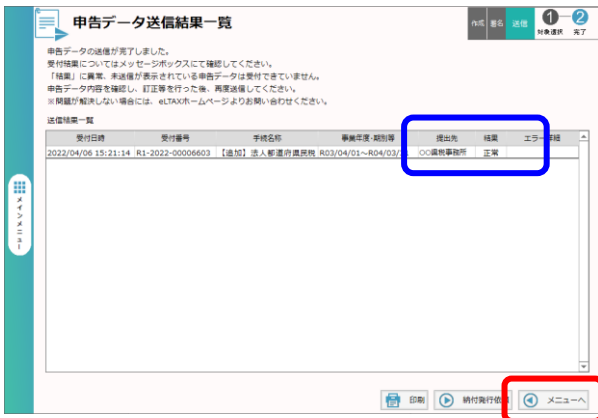 申告データ送信結果一覧
作成 署名 送信 1 2
対象選択 完了
申告データの送信が完了しました。
受付結果についてはメッセージボックスにて確認してください。
「結果」に異常、未送信が表示されている申告データは受付できていません。
申告データ内容を確認し、訂正等を行った後、再度送信してください。
※問題が解決しない場合には、eLTAXホームページよりお問い合わせください。
送信結果一覧
受付日時 受付番号 手続名称 事業年度・期別等 提出先 結果 エラー詳細
2022/04/06 15:21:14 R1-2022-00006603 【追加】法人都道府県民税 R03/04/01～R04/03/31 〇〇県税事務所 正常
メインメニュー
印刷 納付発行依 メニューへ